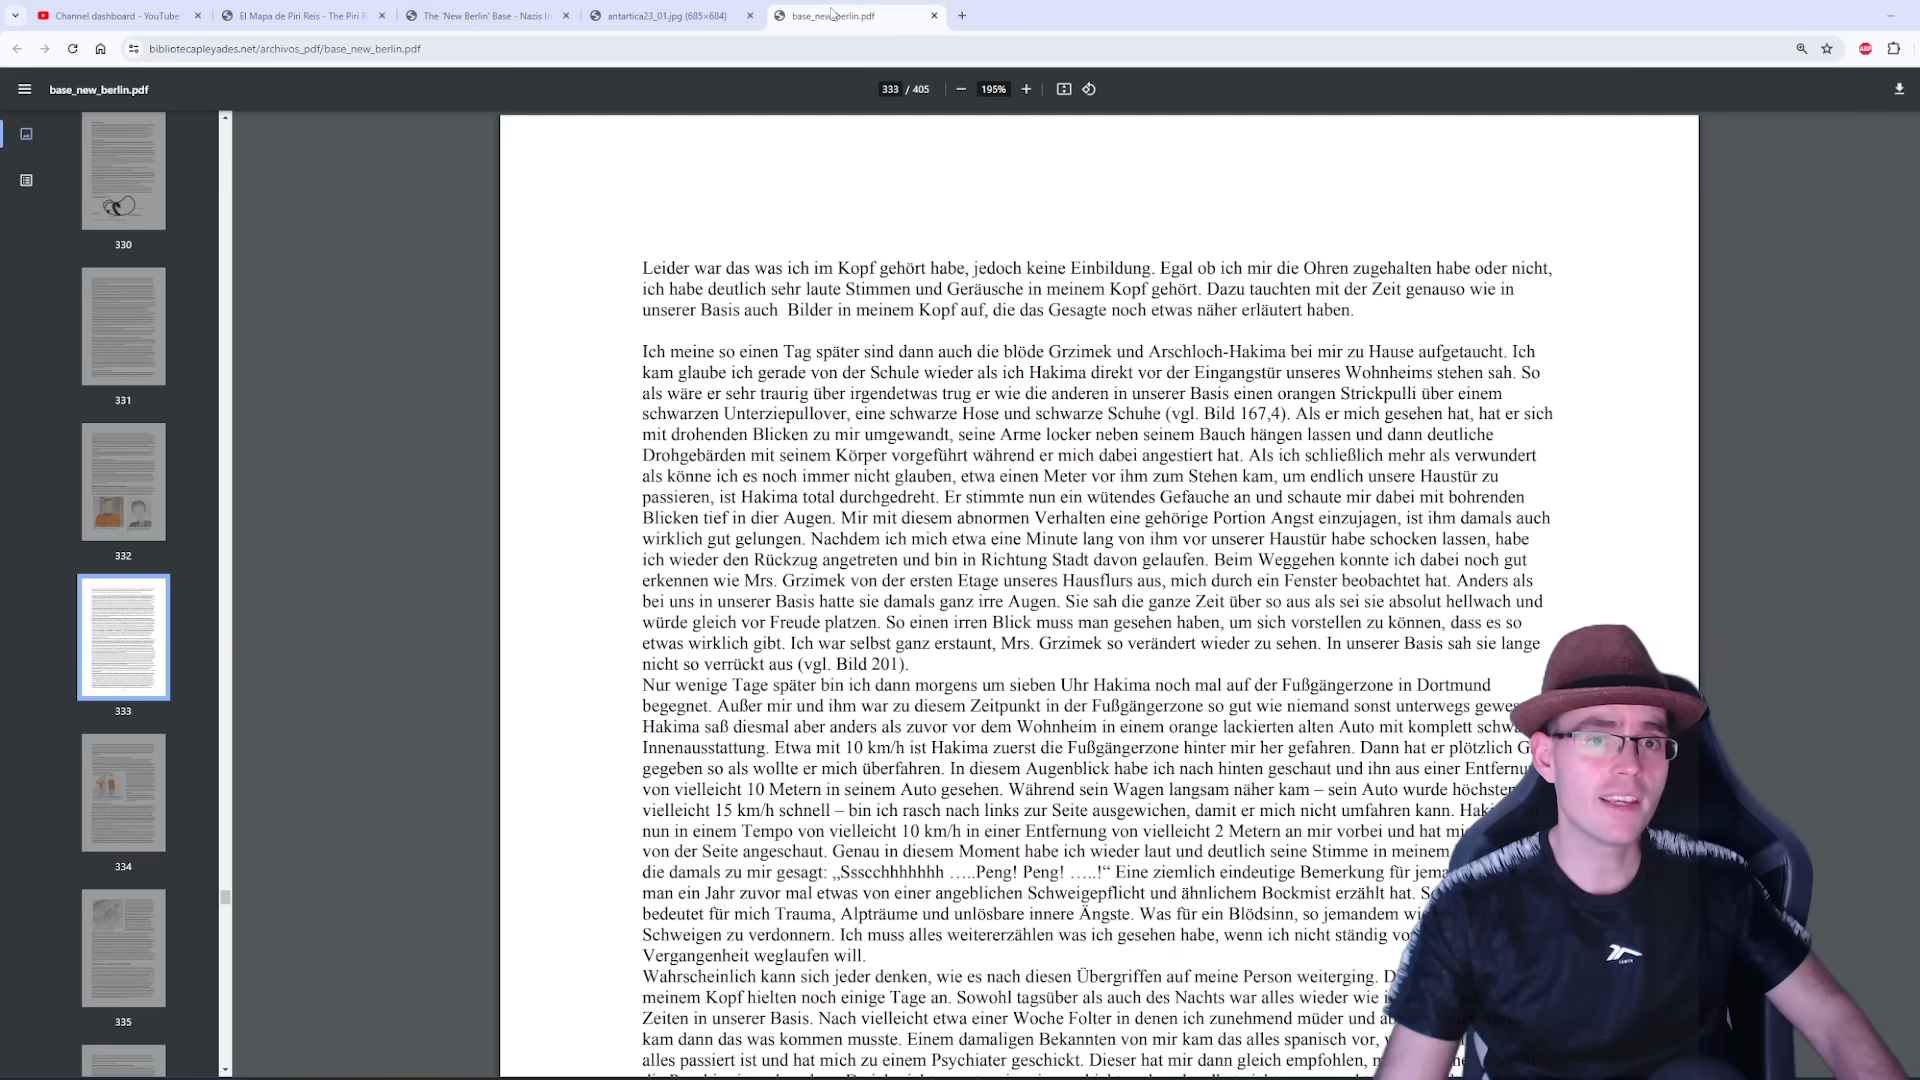 Channel dashboard - YouTube
El Mapa de Piri Reis - The Piri R
The 'New Berlin' Base - Nazis In
antartica23_01.jpg (685×684)
base_new_berlin.pdf
bibliotecapleyades.net/archivos_pdf/base_new_berlin.pdf
ABP
base_new_berlin.pdf
333 / 405
195%
330
331
332
333
334
335
Leider war das was ich im Kopf gehört habe, jedoch keine Einbildung. Egal ob ich mir die Ohren zugehalten habe oder nicht,
ich habe deutlich sehr laute Stimmen und Geräusche in meinem Kopf gehört. Dazu tauchten mit der Zeit genauso wie in
unserer Basis auch Bilder in meinem Kopf auf, die das Gesagte noch etwas näher erläutert haben.
Ich meine so einen Tag später sind dann auch die blöde Grzimek und Arschloch-Hakima bei mir zu Hause aufgetaucht. Ich
kam glaube ich gerade von der Schule wieder als ich Hakima direkt vor der Eingangstür unseres Wohnheims stehen sah. So
als wäre er sehr traurig über irgendetwas trug er wie die anderen in unserer Basis einen orangen Strickpulli über einem
schwarzen Unterziepullover, eine schwarze Hose und schwarze Schuhe (vgl. Bild 167,4). Als er mich gesehen hat, hat er sich
mit drohenden Blicken zu mir umgewandt, seine Arme locker neben seinem Bauch hängen lassen und dann deutliche
Drohgebärden mit seinem Körper vorgeführt während er mich dabei angestiert hat. Als ich schließlich mehr als verwundert
als könne ich es noch immer nicht glauben, etwa einen Meter vor ihm zum Stehen kam, um endlich unsere Haustür zu
passieren, ist Hakima total durchgedreht. Er stimmte nun ein wütendes Gefauche an und schaute mir dabei mit bohrenden
Blicken tief in dier Augen. Mir mit diesem abnormen Verhalten eine gehörige Portion Angst einzujagen, ist ihm damals auch
wirklich gut gelungen. Nachdem ich mich etwa eine Minute lang von ihm vor unserer Haustür habe schocken lassen, habe
ich wieder den Rückzug angetreten und bin in Richtung Stadt davon gelaufen. Beim Weggehen konnte ich dabei noch gut
erkennen wie Mrs. Grzimek von der ersten Etage unseres Hausflurs aus, mich durch ein Fenster beobachtet hat. Anders als
bei uns in unserer Basis hatte sie damals ganz irre Augen. Sie sah die ganze Zeit über so aus als sei sie absolut hellwach und
würde gleich vor Freude platzen. So einen irren Blick muss man gesehen haben, um sich vorstellen zu können, dass es so
etwas wirklich gibt. Ich war selbst ganz erstaunt, Mrs. Grzimek so verändert wieder zu sehen. In unserer Basis sah sie lange
nicht so verrückt aus (vgl. Bild 201).
Nur wenige Tage später bin ich dann morgens um sieben Uhr Hakima noch mal auf der Fußgängerzone in Dortmund
begegnet. Außer mir und ihm war zu diesem Zeitpunkt in der Fußgängerzone so gut wie niemand sonst unterwegs gewes
Hakima saß diesmal aber anders als zuvor vor dem Wohnheim in einem orange lackierten alten Auto mit komplett schwa
Innenausstattung. Etwa mit 10 km/h ist Hakima zuerst die Fußgängerzone hinter mir her gefahren. Dann hat er plötzlich G
gegeben so als wollte er mich überfahren. In diesem Augenblick habe ich nach hinten geschaut und ihn aus einer Entfernu
von vielleicht 10 Metern in seinem Auto gesehen. Während sein Wagen langsam näher kam – sein Auto wurde höchsten
vielleicht 15 km/h schnell – bin ich rasch nach links zur Seite ausgewichen, damit er mich nicht umfahren kann. Haki
nun in einem Tempo von vielleicht 10 km/h in einer Entfernung von vielleicht 2 Metern an mir vorbei und hat mi
von der Seite angeschaut. Genau in diesem Moment habe ich wieder laut und deutlich seine Stimme in meinem
die damals zu mir gesagt: „Ssscchhhhhhh …..Peng! Peng! …..!“ Eine ziemlich eindeutige Bemerkung für jema
man ein Jahr zuvor mal etwas von einer angeblichen Schweigepflicht und ähnlichem Bockmist erzählt hat. So
bedeutet für mich Trauma, Alpträume und unlösbare innere Ängste. Was für ein Blödsinn, so jemandem wi
Schweigen zu verdonnern. Ich muss alles weitererzählen was ich gesehen habe, wenn ich nicht ständig vo
Vergangenheit weglaufen will.
Wahrscheinlich kann sich jeder denken, wie es nach diesen Übergriffen auf meine Person weiterging. D
meinem Kopf hielten noch einige Tage an. Sowohl tagsüber als auch des Nachts war alles wieder wie i
Zeiten in unserer Basis. Nach vielleicht etwa einer Woche Folter in denen ich zunehmend müder und
kam dann das was kommen musste. Einem damaligen Bekannten von mir kam das alles spanisch vor,
alles passiert ist und hat mich zu einem Psychiater geschickt. Dieser hat mir dann gleich empfohlen,